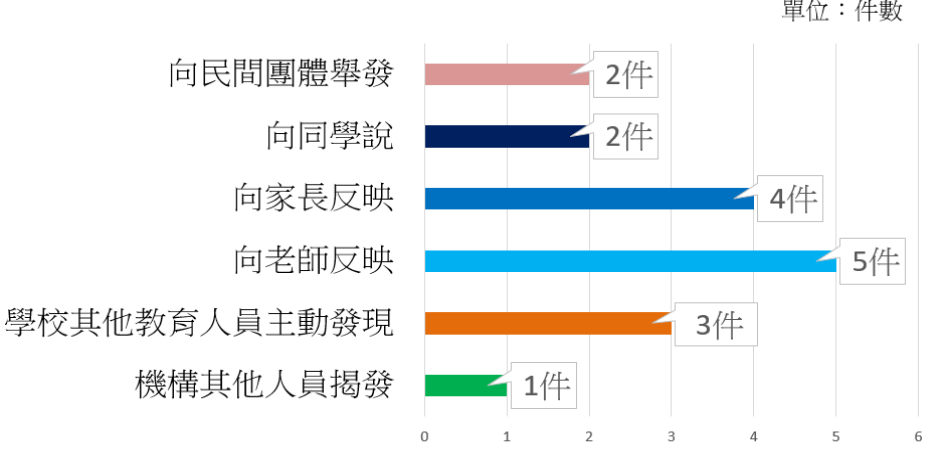 單位：件數
向民間團體舉發
2件
向同學說
2件
向家長反映
4件
向老師反映
5件
學校其他教育人員主動發現
3件
機構其他人員揭發
1件
0 1 2 3 4 5 6